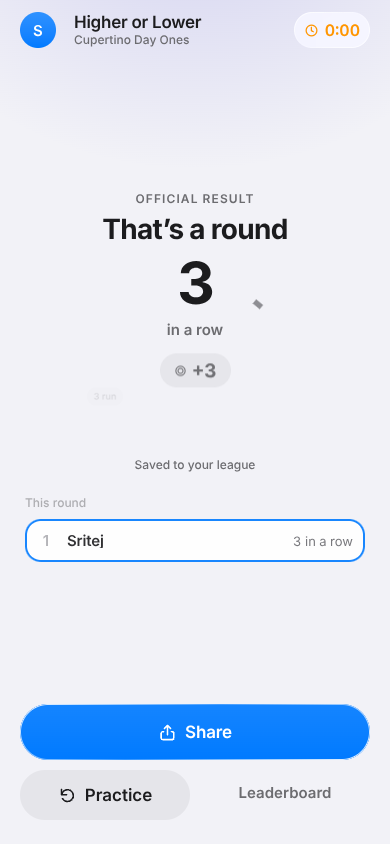 S
Higher or Lower
Cupertino Day Ones
0:00
OFFICIAL RESULT
That’s a round
3
in a row
+3
3 run
Saved to your league
This round
1 Sritej 3 in a row
Share
Practice
Leaderboard